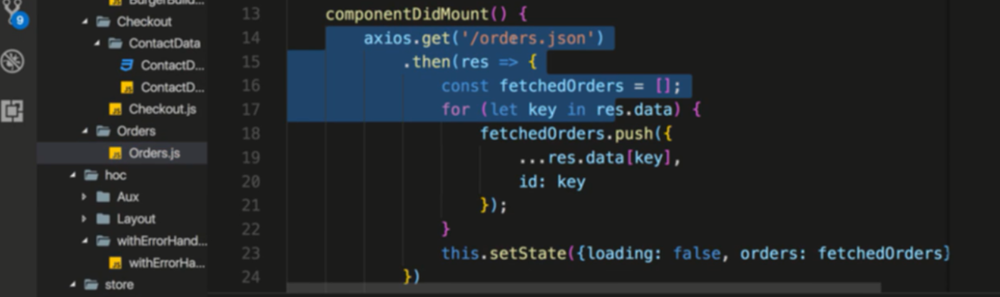 BurgerBuild...
Checkout
ContactData
ContactD...
ContactD...
Checkout.js
Orders
Orders.js
hoc
Aux
Layout
withErrorHand...
withErrorHa...
store
9
13 componentDidMount() {
14 axios.get('/orders.json')
15 .then(res => {
16 const fetchedOrders = [];
17 for (let key in res.data) {
18 fetchedOrders.push({
19 ...res.data[key],
20 id: key
21 });
22 }
23 this.setState({loading: false, orders: fetchedOrders}
24 })